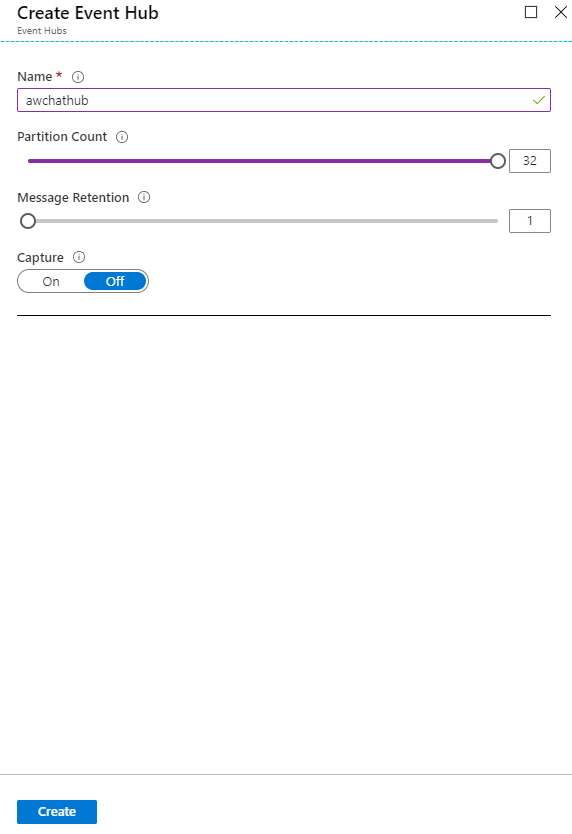 Create Event Hub
Event Hubs
Name *
awchathub
Partition Count
32
Message Retention
1
Capture
On Off
Create